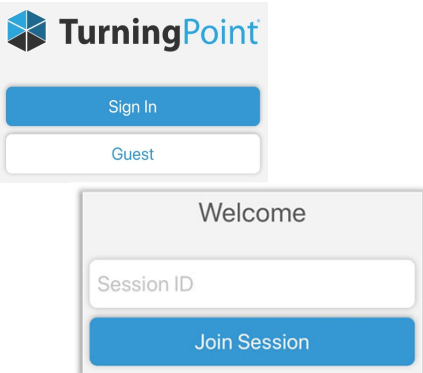 TurningPoint
Sign In
Guest
Welcome
Session ID
Join Session